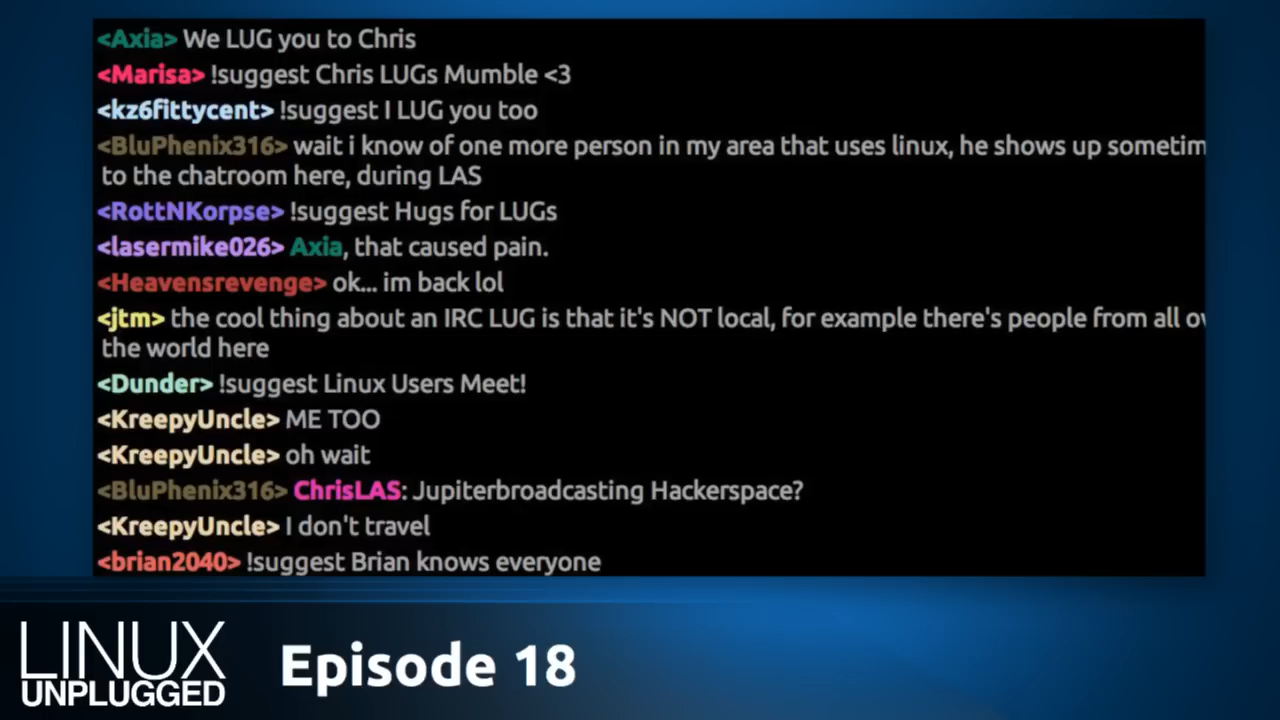 <Axia> We LUG you to Chris
<Marisa> !suggest Chris LUGs Mumble <3
<kz6fittycent> !suggest I LUG you too
<BluPhenix316> wait i know of one more person in my area that uses linux, he shows up sometim
to the chatroom here, during LAS
<RottNKorpse> !suggest Hugs for LUGs
<lasermike026> Axia, that caused pain.
<Heavensrevenge> ok... im back lol
<jtm> the cool thing about an IRC LUG is that it's NOT local, for example there's people from all ov
the world here
<Dunder> !suggest Linux Users Meet!
<KreepyUncle> ME TOO
<KreepyUncle> oh wait
<BluPhenix316> ChrisLAS: Jupiterbroadcasting Hackerspace?
<KreepyUncle> I don't travel
<brian2040> !suggest Brian knows everyone
LINUX
UNPLUGGED
Episode 18